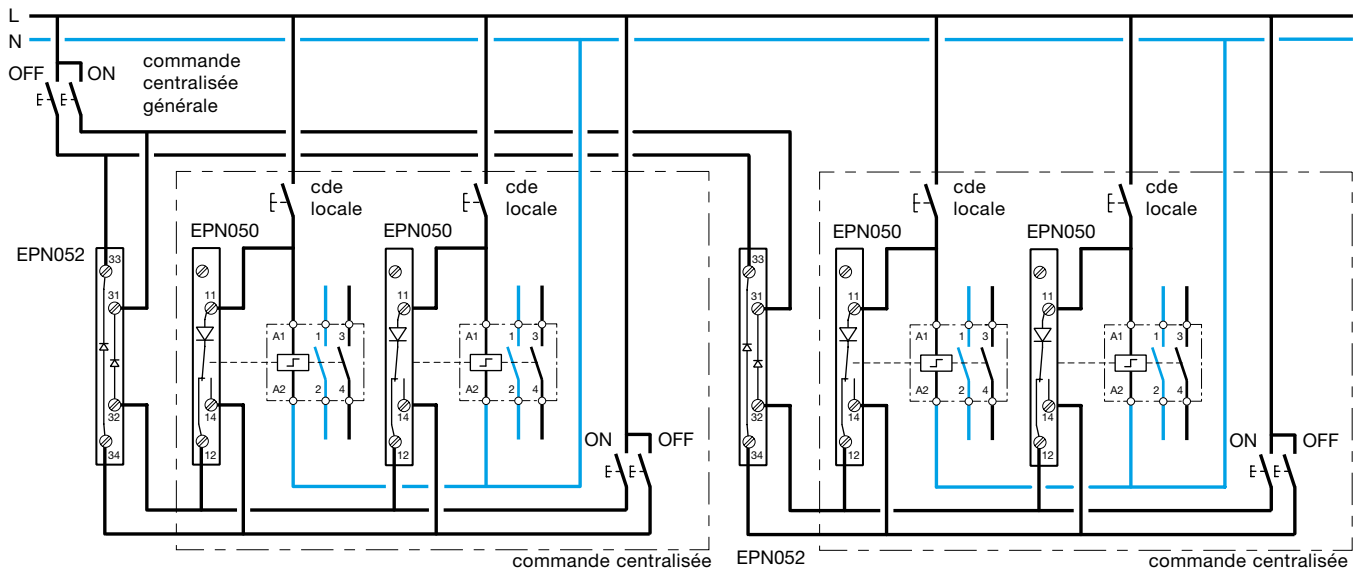 L
N
OFF
ON
commande
centralisée
générale
cde
locale
cde
locale
cde
locale
cde
locale
EPN052
EPN050
EPN050
EPN050
EPN050
33
31
32
34
11
14
12
A1
A2
1
3
2
4
11
14
12
A1
A2
1
3
2
4
ON
OFF
33
31
32
34
11
14
12
A1
A2
1
3
2
4
11
14
12
A1
A2
1
3
2
4
ON
OFF
commande centralisée
EPN052
commande centralisée